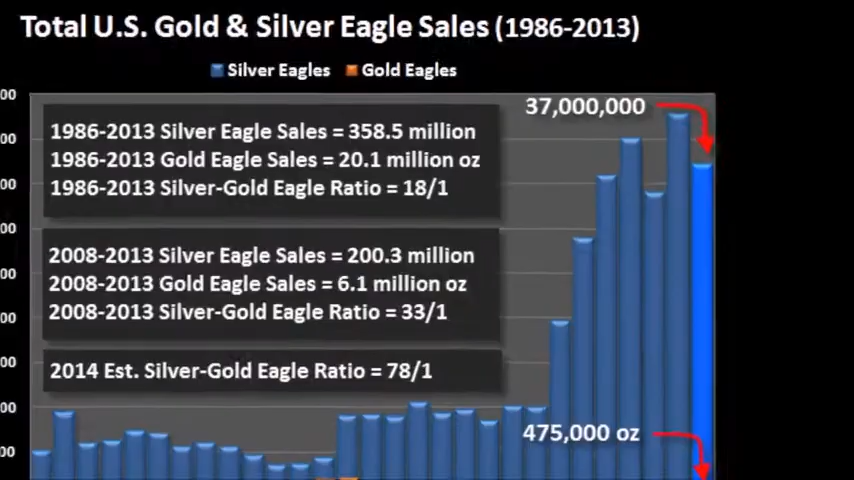 Total U.S. Gold & Silver Eagle Sales (1986-2013)
Silver Eagles Gold Eagles
37,000,000
1986-2013 Silver Eagle Sales = 358.5 million
1986-2013 Gold Eagle Sales = 20.1 million oz
1986-2013 Silver-Gold Eagle Ratio = 18/1
2008-2013 Silver Eagle Sales = 200.3 million
2008-2013 Gold Eagle Sales = 6.1 million oz
2008-2013 Silver-Gold Eagle Ratio = 33/1
2014 Est. Silver-Gold Eagle Ratio = 78/1
475,000 oz